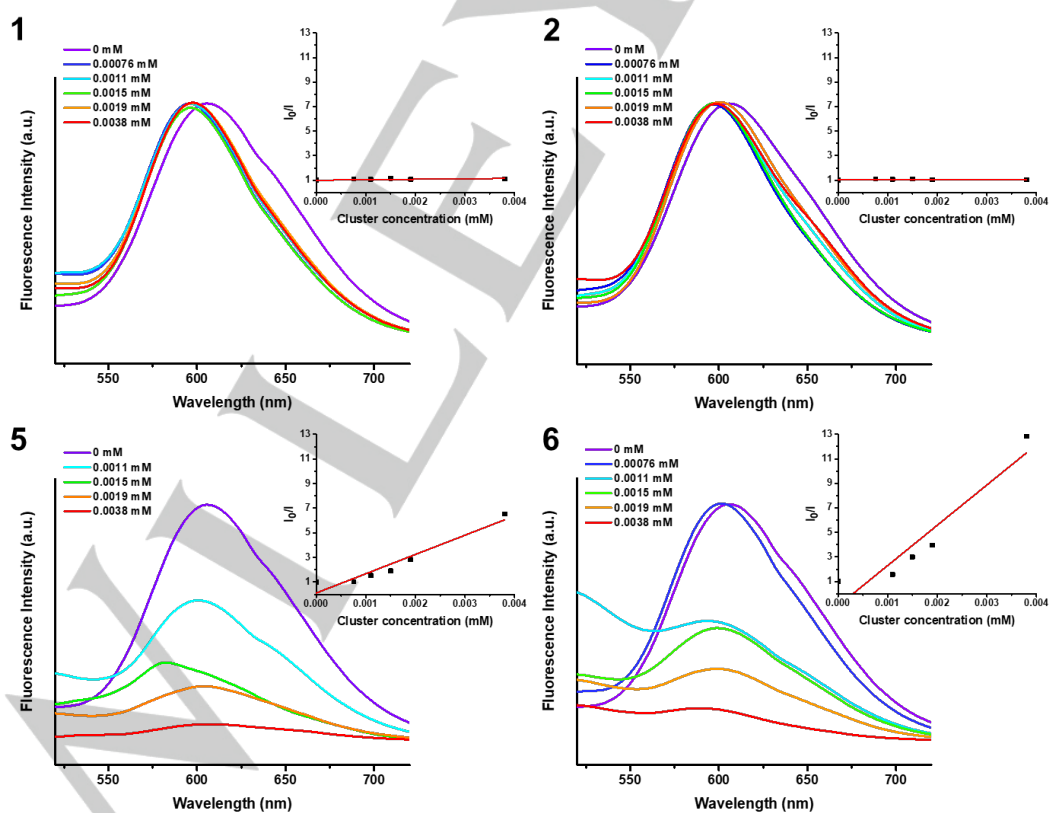 1
0 mM
0.00076 mM
0.0011 mM
0.0015 mM
0.0019 mM
0.0038 mM
Fluorescence Intensity (a.u.)
550
600
650
700
Wavelength (nm)
I0/I
13
11
9
7
5
3
1
0.000
0.001
0.002
0.003
0.004
Cluster concentration (mM)
2
0 mM
0.00076 mM
0.0011 mM
0.0015 mM
0.0019 mM
0.0038 mM
Fluorescence Intensity (a.u.)
550
600
650
700
Wavelength (nm)
I0/I
13
11
9
7
5
3
1
0.000
0.001
0.002
0.003
0.004
Cluster concentration (mM)
5
0 mM
0.0011 mM
0.0015 mM
0.0019 mM
0.0038 mM
Fluorescence Intensity (a.u.)
550
600
650
700
Wavelength (nm)
I0/I
13
11
9
7
5
3
1
0.000
0.001
0.002
0.003
0.004
Cluster concentration (mM)
6
0 mM
0.00076 mM
0.0011 mM
0.0015 mM
0.0019 mM
0.0038 mM
Fluorescence Intensity (a.u.)
550
600
650
700
Wavelength (nm)
I0/I
13
11
9
7
5
3
1
0.000
0.001
0.002
0.003
0.004
Cluster concentration (mM)